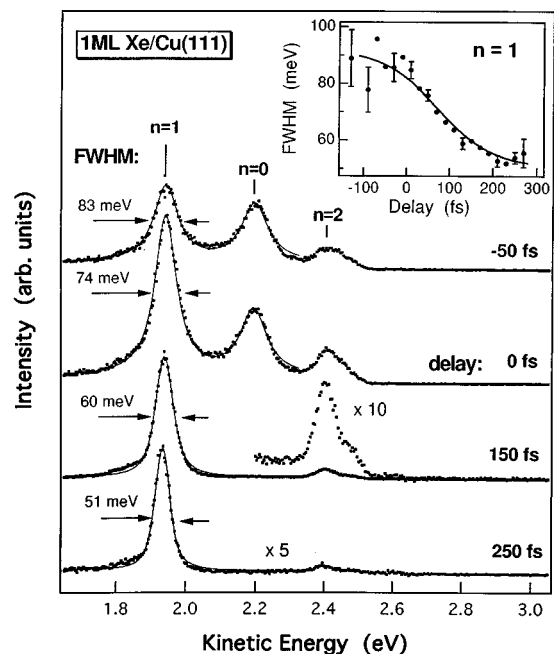 1ML Xe/Cu(111)
n = 1
FWHM (meV)
100
80
60
-100 0 100 200 300
Delay (fs)
n=1
FWHM:
n=0
n=2
83 meV
-50 fs
74 meV
delay: 0 fs
60 meV
x 10
150 fs
51 meV
x 5
250 fs
Intensity (arb. units)
1.8 2.0 2.2 2.4 2.6 2.8 3.0
Kinetic Energy (eV)